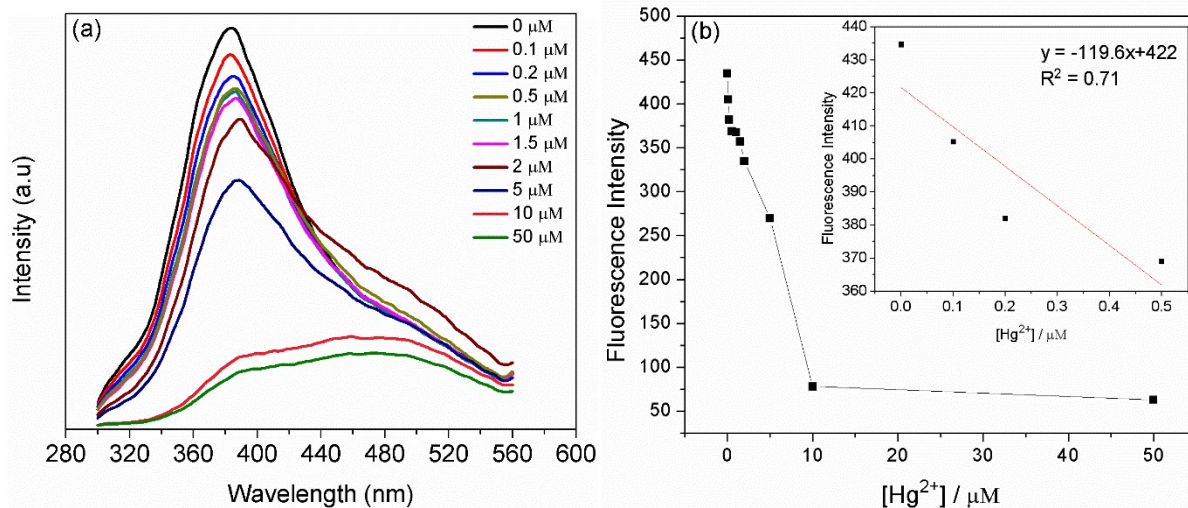 (a)
0 μM
0.1 μM
0.2 μM
0.5 μM
1 μM
1.5 μM
2 μM
5 μM
10 μM
50 μM
Intensity (a.u)
280 320 360 400 440 480 520 560 600
Wavelength (nm)
(b)
500
450
400
350
300
250
200
150
100
50
Fluorescence Intensity
0 10 20 30 40 50
[Hg²⁺] / μM
y = -119.6x+422
R² = 0.71
440
430
420
410
400
390
380
370
360
Fluorescence Intensity
0.0 0.1 0.2 0.3 0.4 0.5
[Hg²⁺] / μM